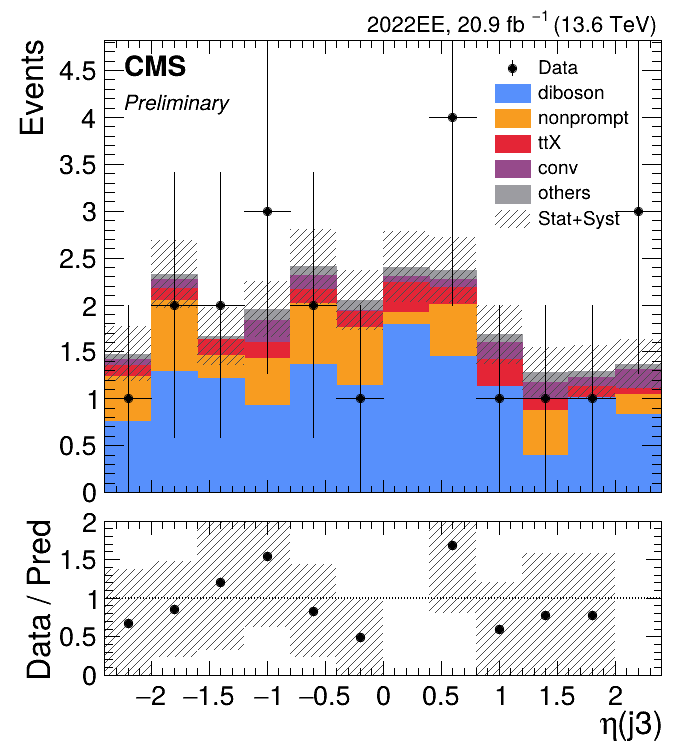 2022EE, 20.9 fb⁻¹ (13.6 TeV)
Events
CMS
Preliminary
Data
diboson
nonprompt
ttX
conv
others
Stat+Syst
4.5
4
3.5
3
2.5
2
1.5
1
0.5
0
Data / Pred
2
1.5
1
0.5
0
−2 −1.5 −1 −0.5 0 0.5 1 1.5 2
η(j3)